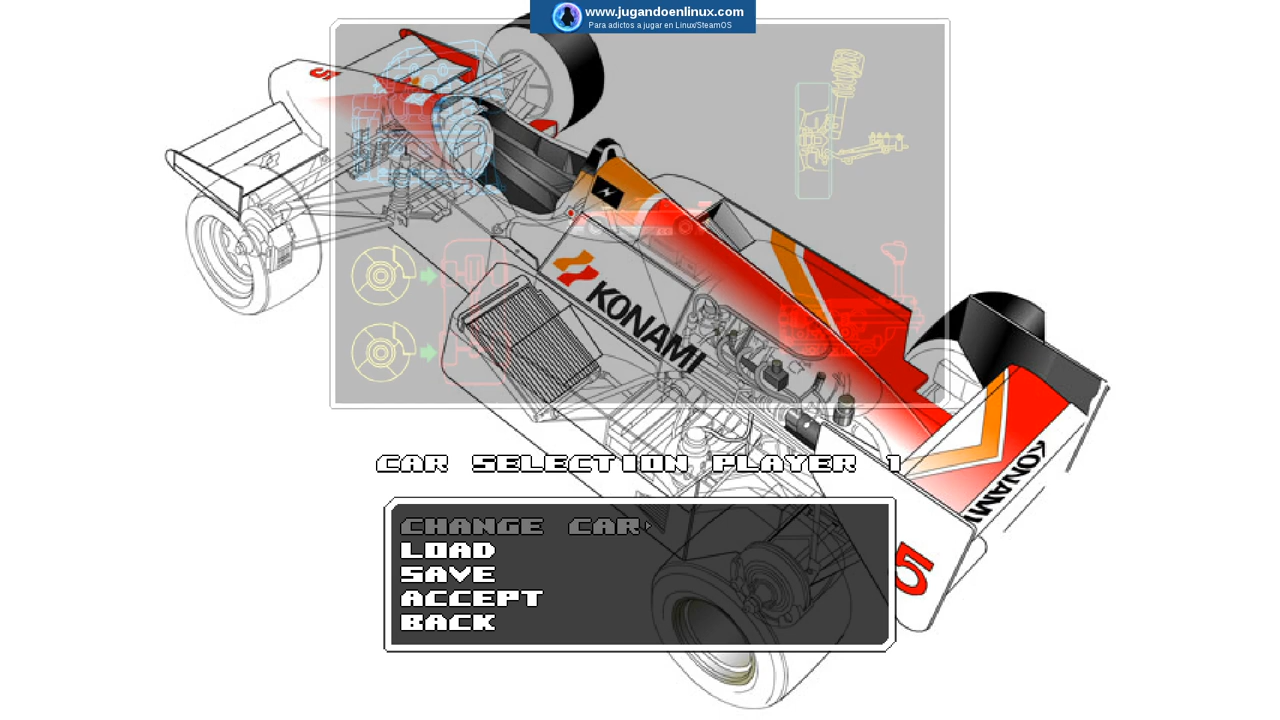 www.jugandoenlinux.com
Para adictos a jugar en Linux/SteamOS
5
KONAMI
KONAMI
5
CAR SELECTION PLAYER 1
CHANGE CAR
LOAD
SAVE
ACCEPT
BACK